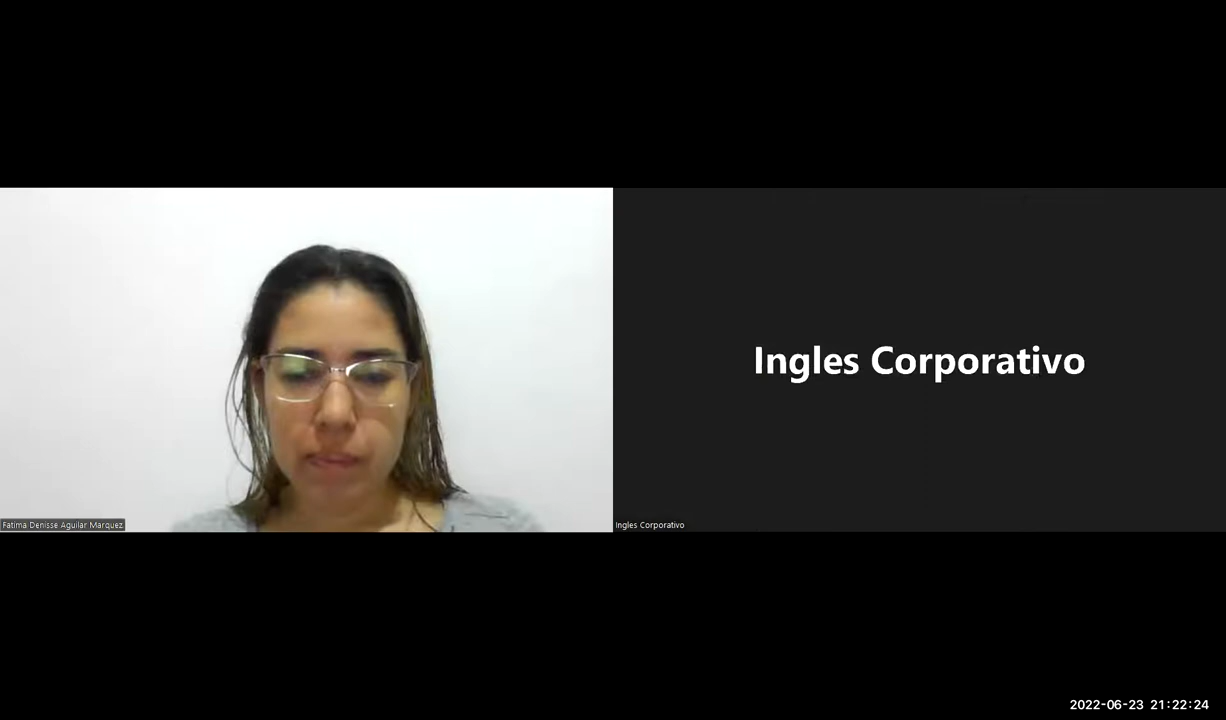 Ingles Corporativo
Fatima Denisse Aguilar Marquez
Ingles Corporativo
2022-06-23 21:22:24